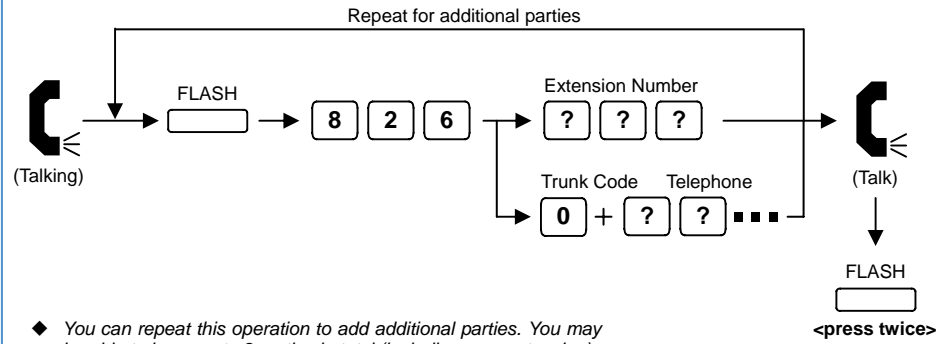 Repeat for additional parties
FLASH
Extension Number
8 2 6
? ? ?
(Talking)
(Talk)
Trunk Code Telephone
0 + ? ?
FLASH
<press twice>
◆ You can repeat this operation to add additional parties. You may